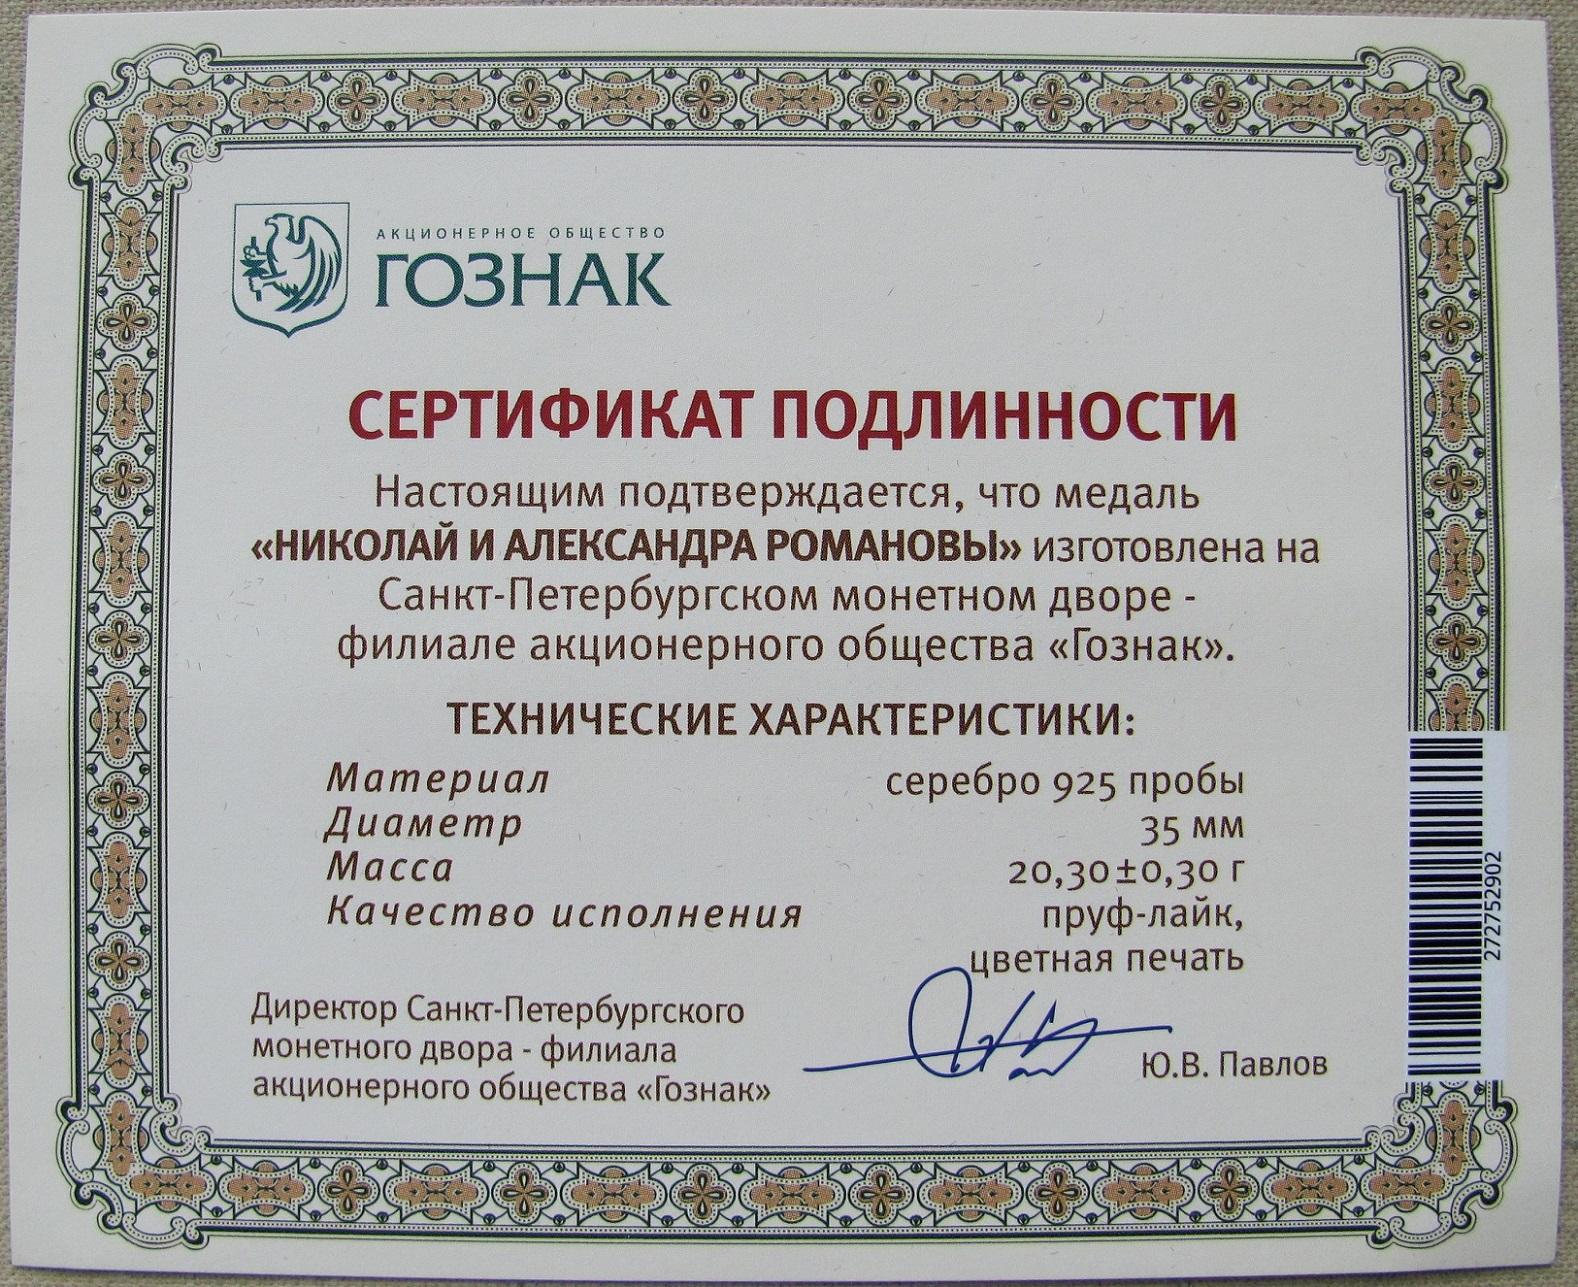 АКЦИОНЕРНОЕ ОБЩЕСТВО
ГОЗНАК
СЕРТИФИКАТ ПОДЛИННОСТИ
Настоящим подтверждается, что медаль
«НИКОЛАЙ И АЛЕКСАНДРА РОМАНОВЫ» изготовлена на
Санкт-Петербургском монетном дворе -
филиале акционерного общества «Гознак».
ТЕХНИЧЕСКИЕ ХАРАКТЕРИСТИКИ:
Материал серебро 925 пробы
Диаметр 35 мм
Масса 20,30±0,30 г
Качество исполнения пруф-лайк,
цветная печать
Директор Санкт-Петербургского
монетного двора - филиала
акционерного общества «Гознак»
Ю.В. Павлов
272752902